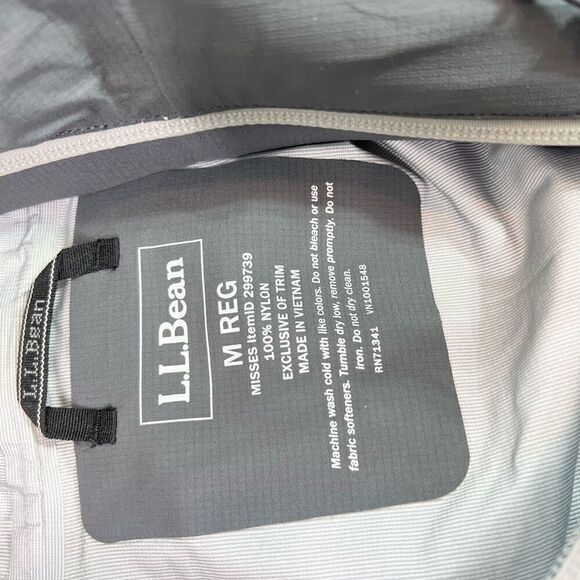 L.L.Bean
L.L.Bean
M REG
MISSES ItemID 299739
100% NYLON
EXCLUSIVE OF TRIM
MADE IN VIETNAM
Machine wash cold with like colors. Do not bleach or use
fabric softeners. Tumble dry low, remove promptly. Do not
iron. Do not dry clean.
RN71341 VN1001548